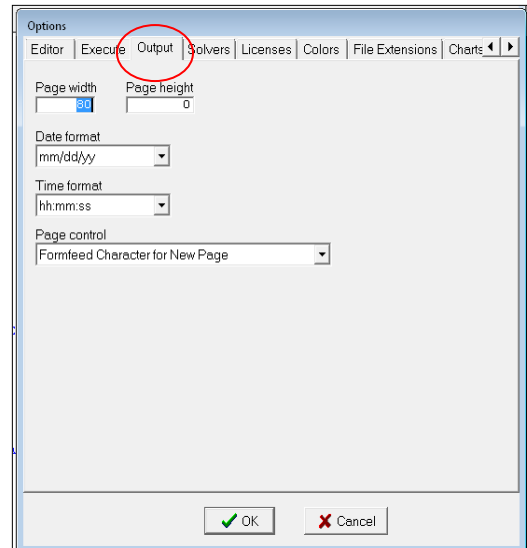 Options
Editor Execute Output Solvers Licenses Colors File Extensions Charts
Page width Page height
80 0
Date format
mm/dd/yy
Time format
hh:mm:ss
Page control
Formfeed Character for New Page
OK Cancel